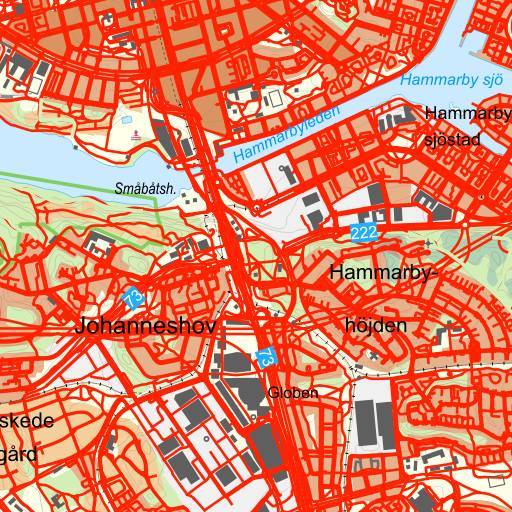 Hammarby sjö
Hammarby
sjöstad
Hammarbyleden
Småbåtsh.
222
Hammarby-
73
Johanneshov
höjden
73
Globen
skede
gård